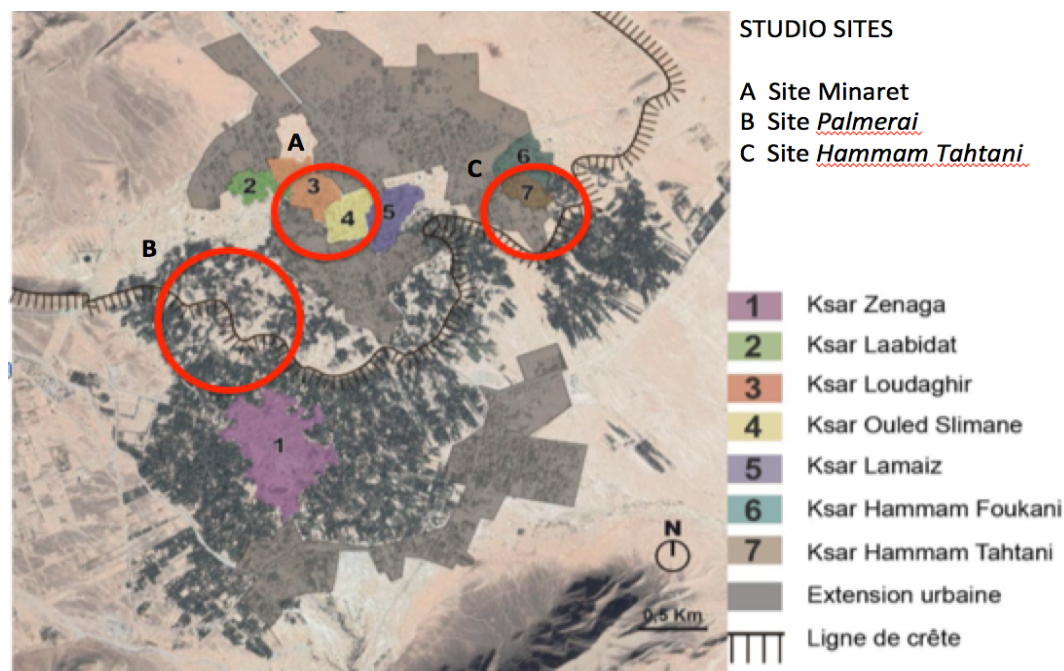 STUDIO SITES
A Site Minaret
B Site Palmerai
C Site Hammam Tahtani
A
B
C
1
2
3
4
5
6
7
N
0,5 Km
1 Ksar Zenaga
2 Ksar Laabidat
3 Ksar Loudaghir
4 Ksar Ouled Slimane
5 Ksar Lamaiz
6 Ksar Hammam Foukani
7 Ksar Hammam Tahtani
Extension urbaine
Ligne de crête